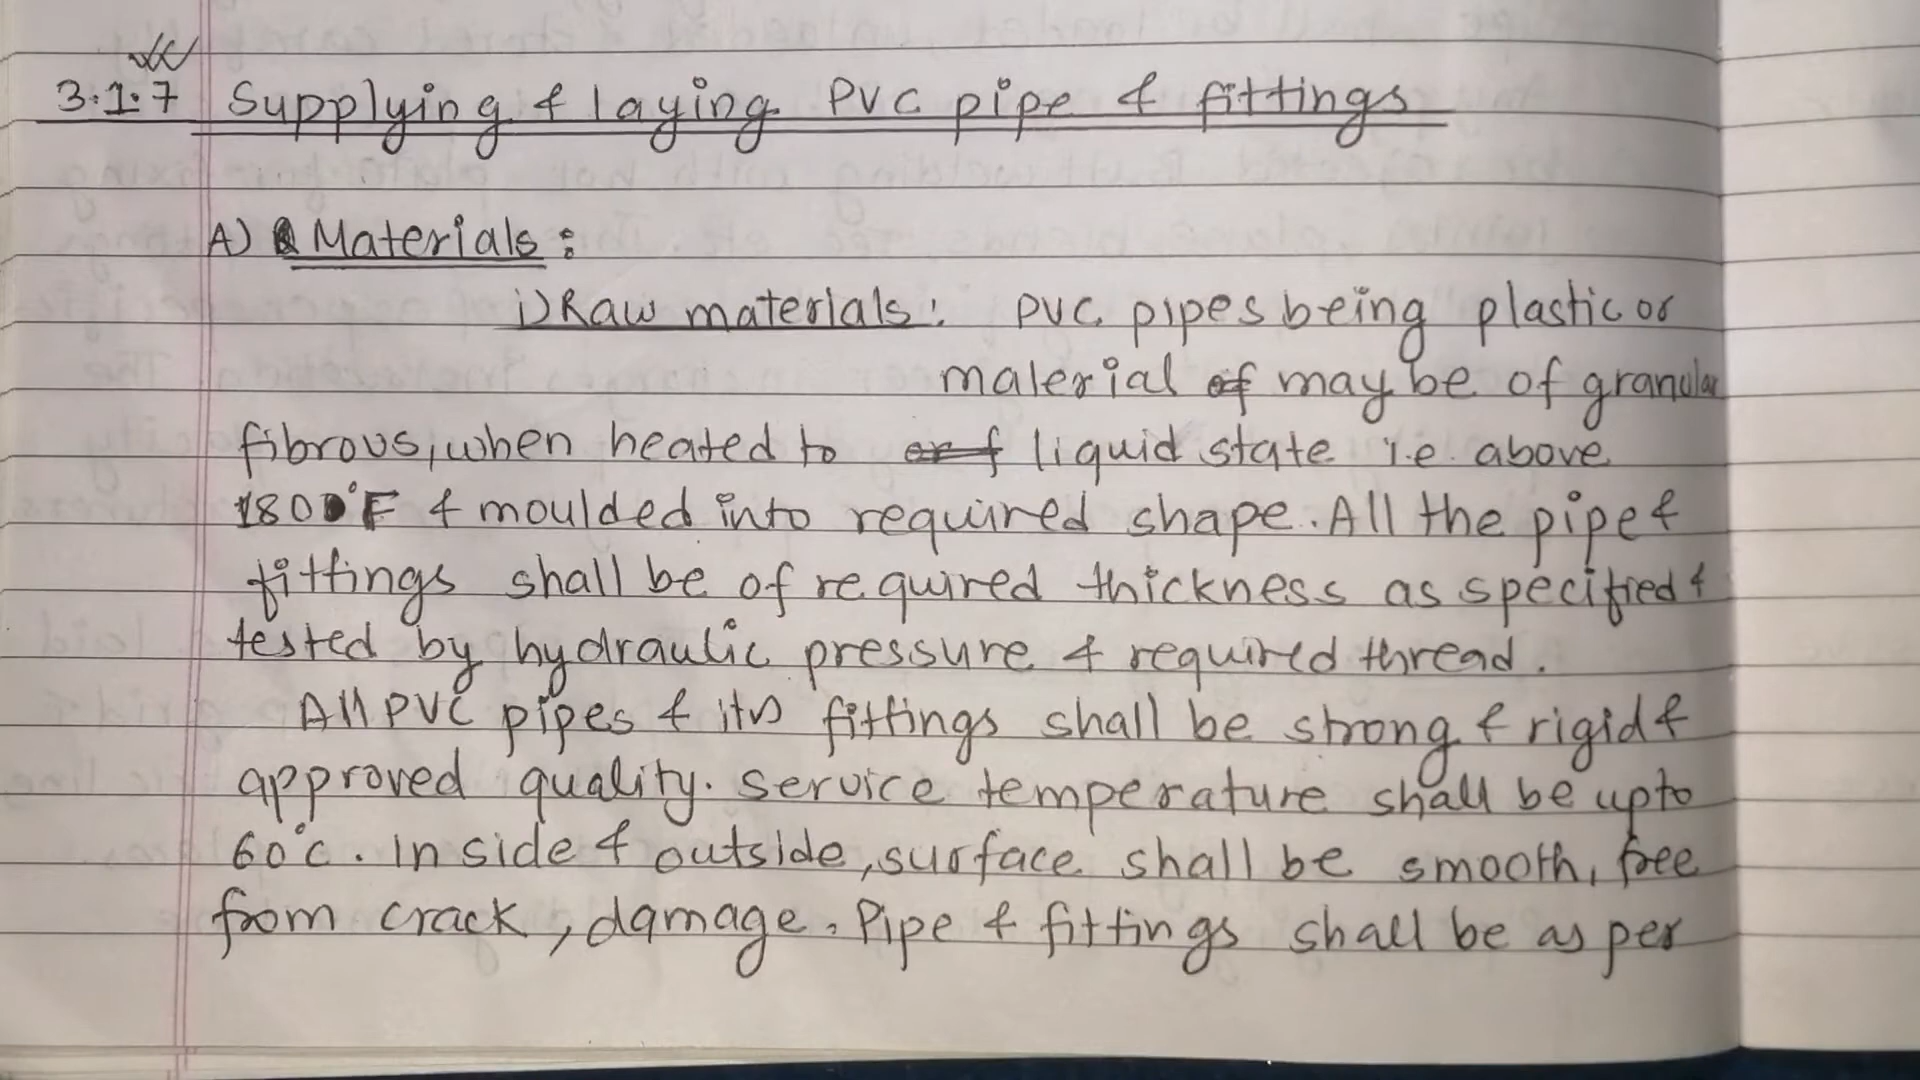 3.1.7 Supplying & laying PVC pipe & fittings
A) Materials:
i) Raw materials: PVC pipes being plastic or
malerial of may be of granular
fibrous, when heated to liquid state i.e. above
180°F & moulded into required shape. All the pipe &
fittings shall be of required thickness as specified &
tested by hydraulic pressure & required thread.
All PVC pipes & its fittings shall be strong & rigid &
approved quality. service temperature shall be upto
60°c. In side & outside, surface shall be smooth, free
from crack, damage. Pipe & fittings shall be as per